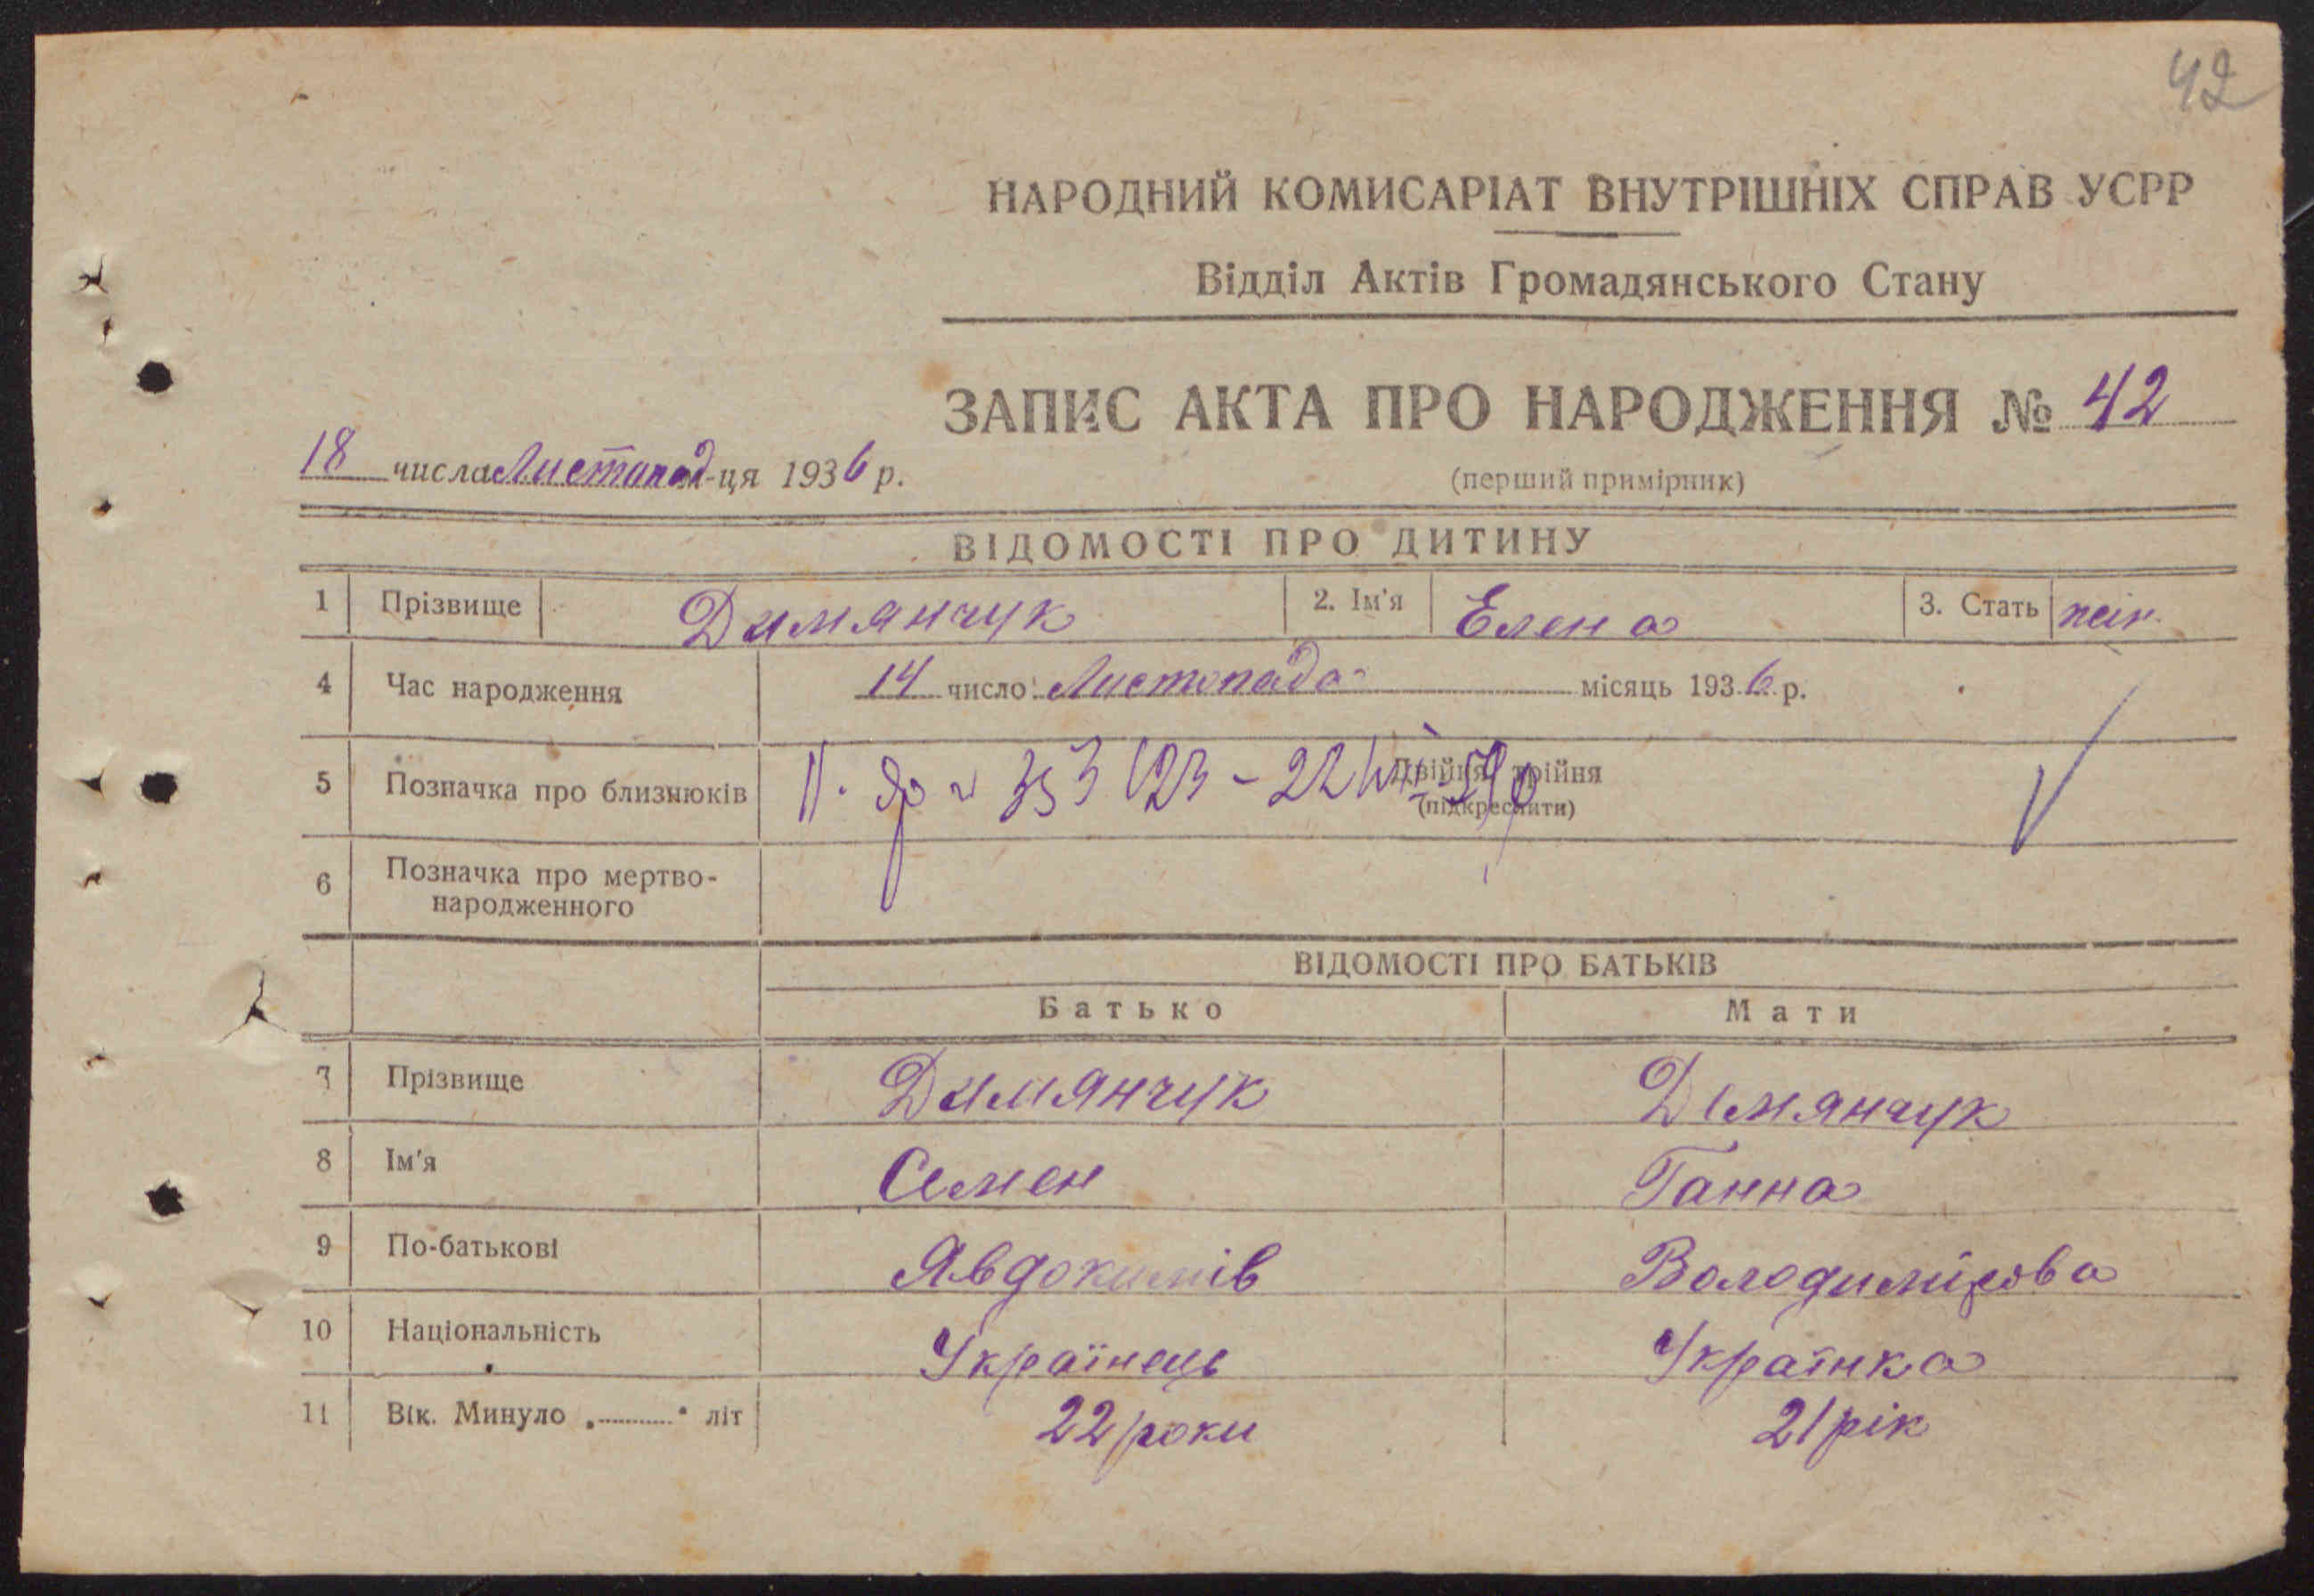 42
НАРОДНИЙ КОМИСАРІАТ ВНУТРІШНІХ СПРАВ УСРР
Відділ Актів Громадянського Стану
ЗАПИС АКТА ПРО НАРОДЖЕННЯ № 42
18 числа Листопад-ця 1936 р.
(перший примірник)
ВІДОМОСТІ ПРО ДИТИНУ
1 Прізвище Димянчук 2. Ім'я Елена 3. Стать
4 Час народження 14 число Листопада місяць 1936 р.
5 Позначка про близнюків Двійня, трійня
(підкреслити)
6 Позначка про мертво-
народженного
ВІДОМОСТІ ПРО БАТЬКІВ
Батько Мати
7 Прізвище Димянчук Димянчук
8 Ім'я Семен Ганна
9 По-батькові Явдокимів Володимірова
10 Національність Українець Українка
11 Вік. Минуло „ “ літ 22 роки 21 рік